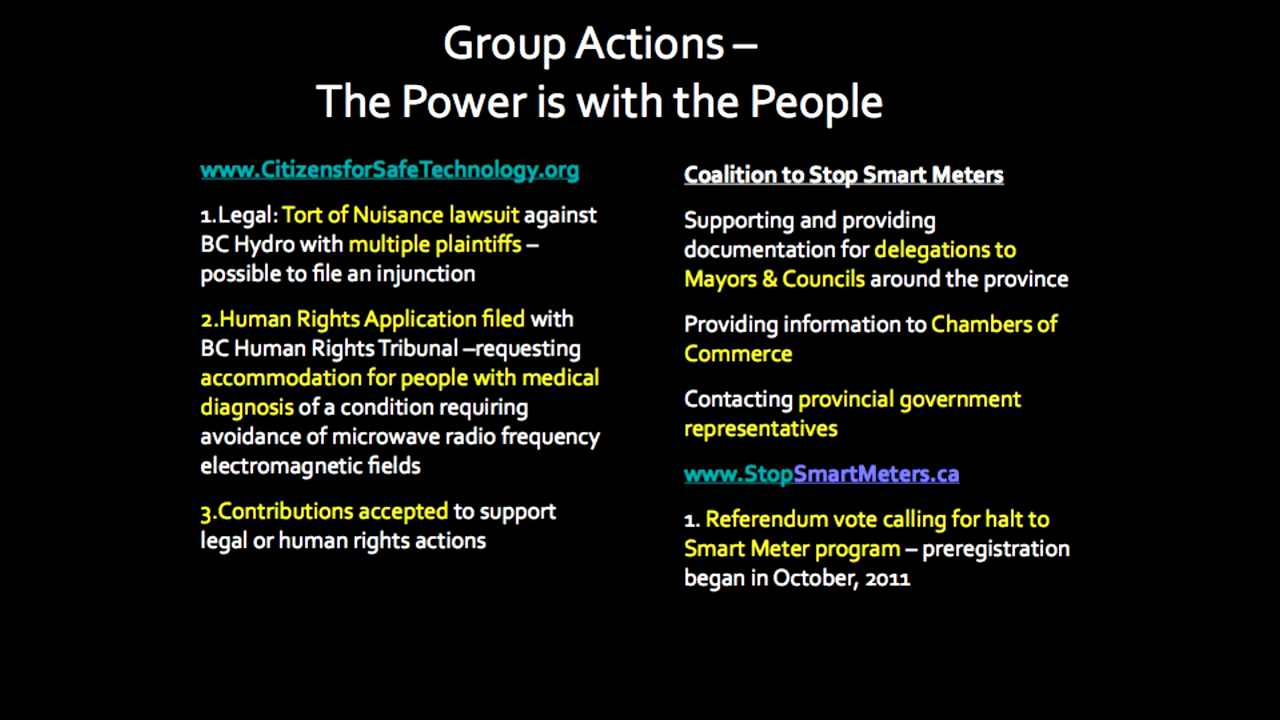 Group Actions –
The Power is with the People
www.CitizensforSafeTechnology.org
1.Legal: Tort of Nuisance lawsuit against
BC Hydro with multiple plaintiffs –
possible to file an injunction
2.Human Rights Application filed with
BC Human Rights Tribunal –requesting
accommodation for people with medical
diagnosis of a condition requiring
avoidance of microwave radio frequency
electromagnetic fields
3.Contributions accepted to support
legal or human rights actions
Coalition to Stop Smart Meters
Supporting and providing
documentation for delegations to
Mayors & Councils around the province
Providing information to Chambers of
Commerce
Contacting provincial government
representatives
www.StopSmartMeters.ca
1. Referendum vote calling for halt to
Smart Meter program – preregistration
began in October, 2011